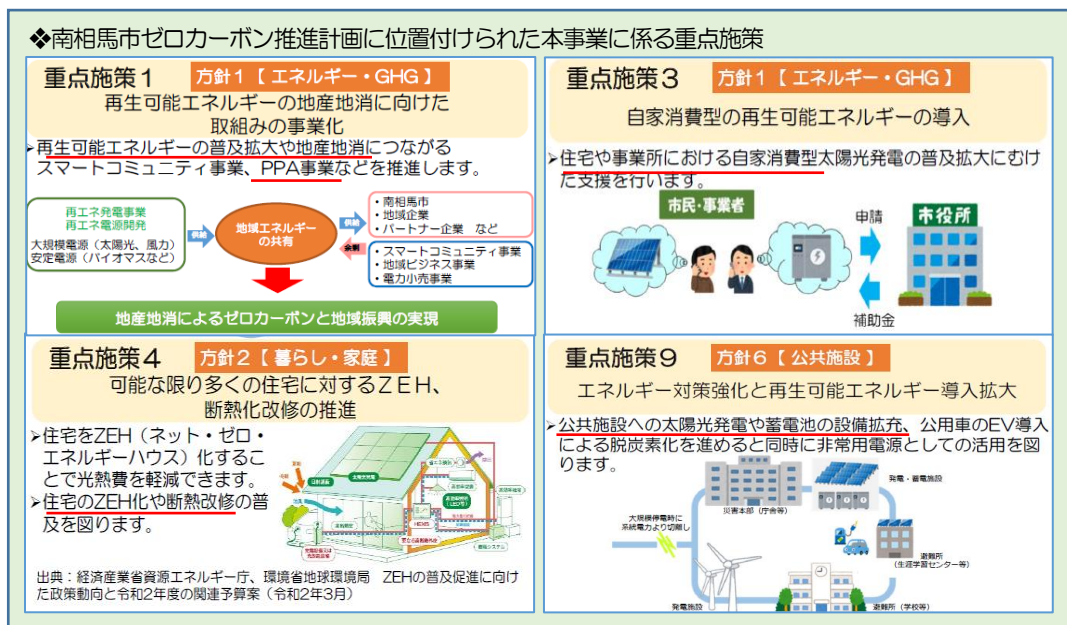 ❖南相馬市ゼロカーボン推進計画に位置付けられた本事業に係る重点施策
重点施策1
方針1【エネルギー・GHG】
再生可能エネルギーの地産地消に向けた
取組みの事業化
➢再生可能エネルギーの普及拡大や地産地消につながる
スマートコミュニティ事業、PPA事業などを推進します。
再エネ発電事業
再エネ電源開発
大規模電源（太陽光、風力）
安定電源（バイオマスなど）
供給
地域エネルギー
の共有
供給
余剰
・南相馬市
・地域企業
・パートナー企業　など
・スマートコミュニティ事業
・地域ビジネス事業
・電力小売事業
地産地消によるゼロカーボンと地域振興の実現
重点施策3
方針1【エネルギー・GHG】
自家消費型の再生可能エネルギーの導入
➢住宅や事業所における自家消費型太陽光発電の普及拡大にむけ
た支援を行います。
市民・事業者
申請
補助金
市役所
重点施策4
方針2【暮らし・家庭】
可能な限り多くの住宅に対するＺＥＨ、
断熱化改修の推進
➢住宅をZEH（ネット・ゼロ・
エネルギーハウス）化するこ
とで光熱費を軽減できます。
➢住宅のZEH化や断熱改修の普
及を図ります。
HEMS
出典：経済産業省資源エネルギー庁、環境省地球環境局　ZEHの普及促進に向け
た政策動向と令和2年度の関連予算案（令和2年3月）
重点施策9
方針6【公共施設】
エネルギー対策強化と再生可能エネルギー導入拡大
➢公共施設への太陽光発電や蓄電池の設備拡充、公用車のEV導入
による脱炭素化を進めると同時に非常用電源としての活用を図
ります。
災害本部（庁舎等）
発電・蓄電施設
大規模停電時に
系統電力より切離し
避難所
（生涯学習センター等）
発電施設
避難所（学校等）